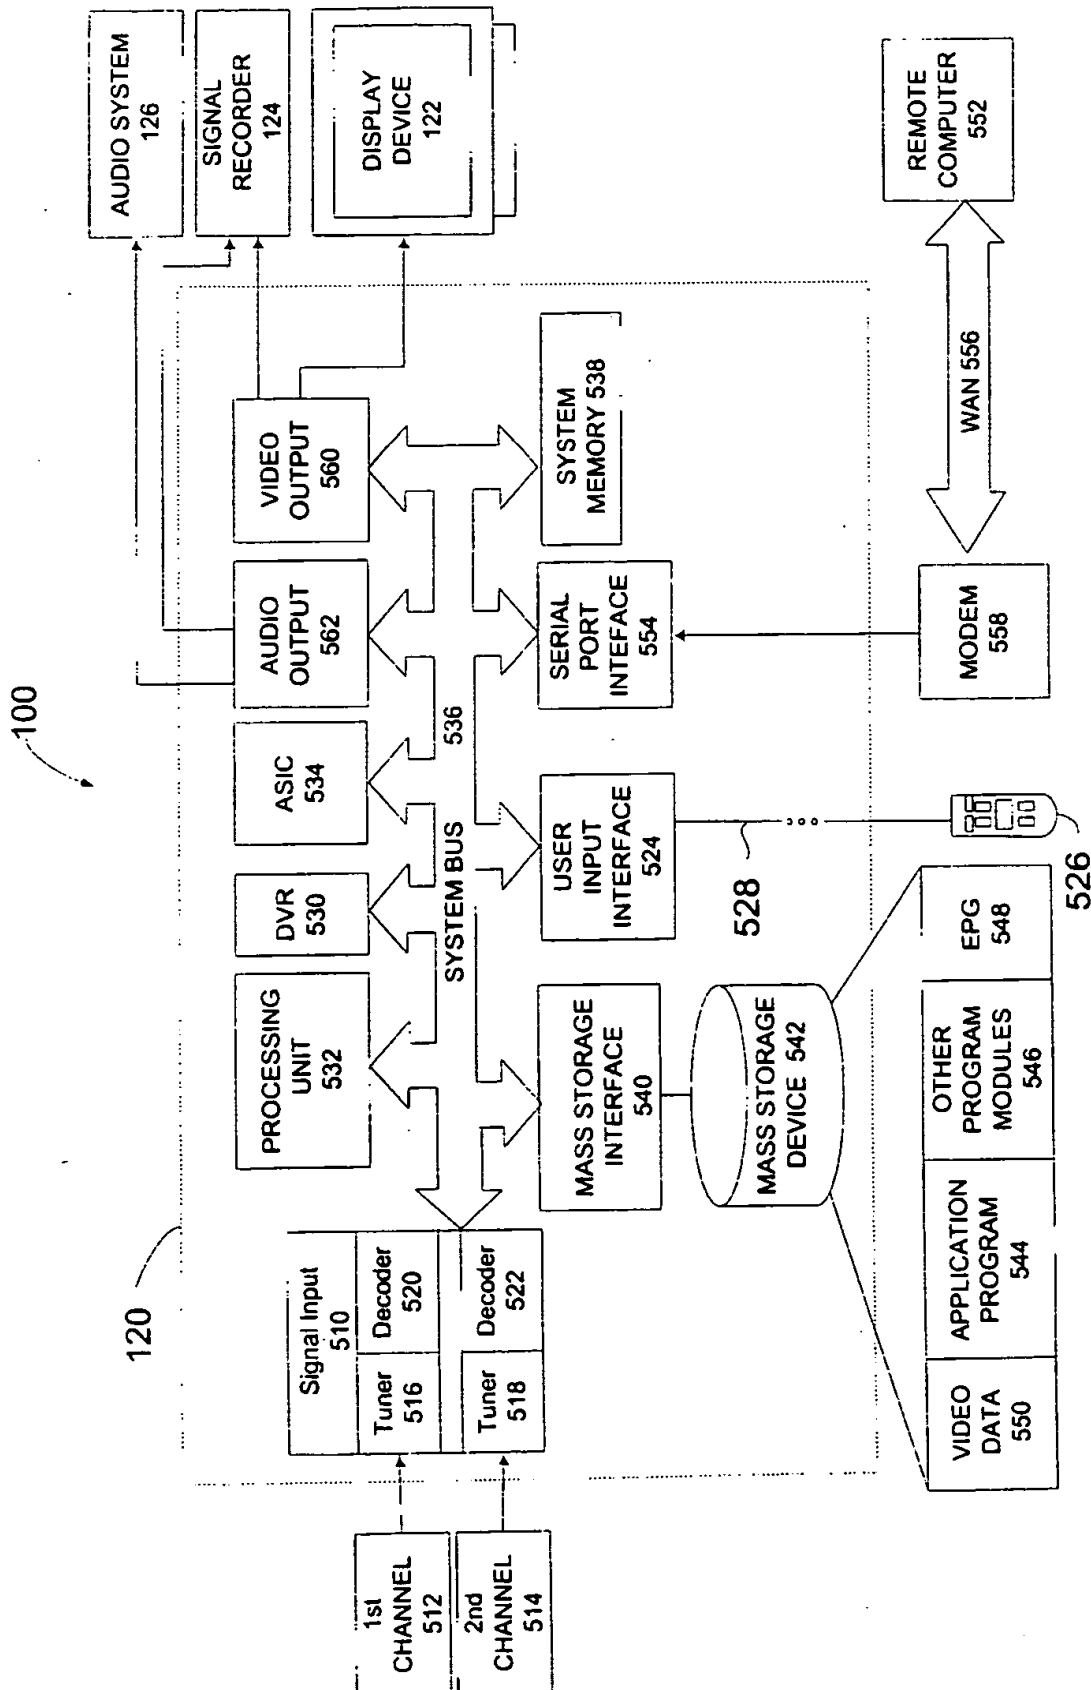 100
120
AUDIO SYSTEM
126
SIGNAL
RECORDER
124
DISPLAY
DEVICE
122
VIDEO
OUTPUT
560
AUDIO
OUTPUT
562
ASIC
534
DVR
530
PROCESSING
UNIT
532
SYSTEM BUS
536
Signal Input
510
Tuner
516
Decoder
520
Tuner
518
Decoder
522
1st
CHANNEL
512
2nd
CHANNEL
514
MASS STORAGE
INTERFACE
540
USER
INPUT
INTERFACE
524
SERIAL
PORT
INTEFACE
554
SYSTEM
MEMORY 538
MASS STORAGE
DEVICE 542
528
526
VIDEO
DATA
550
APPLICATION
PROGRAM
544
OTHER
PROGRAM
MODULES
546
EPG
548
MODEM
558
WAN 556
REMOTE
COMPUTER
552